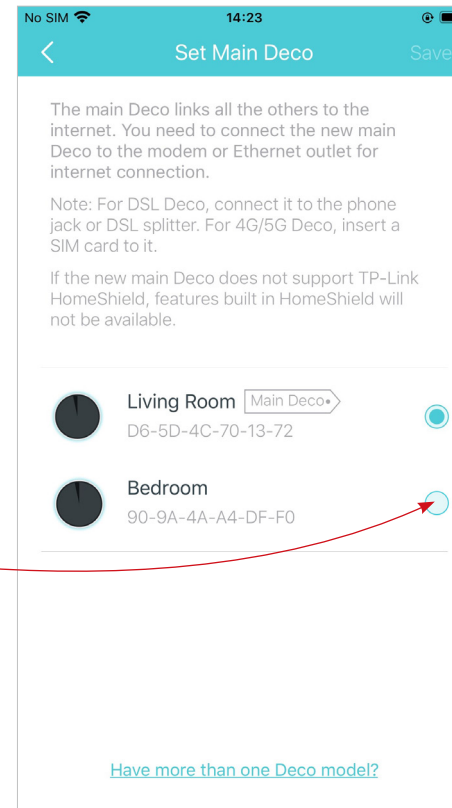 No SIM 14:23
Set Main Deco Save
The main Deco links all the others to the
internet. You need to connect the new main
Deco to the modem or Ethernet outlet for
internet connection.
Note: For DSL Deco, connect it to the phone
jack or DSL splitter. For 4G/5G Deco, insert a
SIM card to it.
If the new main Deco does not support TP-Link
HomeShield, features built in HomeShield will
not be available.
Living Room Main Deco
D6-5D-4C-70-13-72
Bedroom
90-9A-4A-A4-DF-F0
Have more than one Deco model?